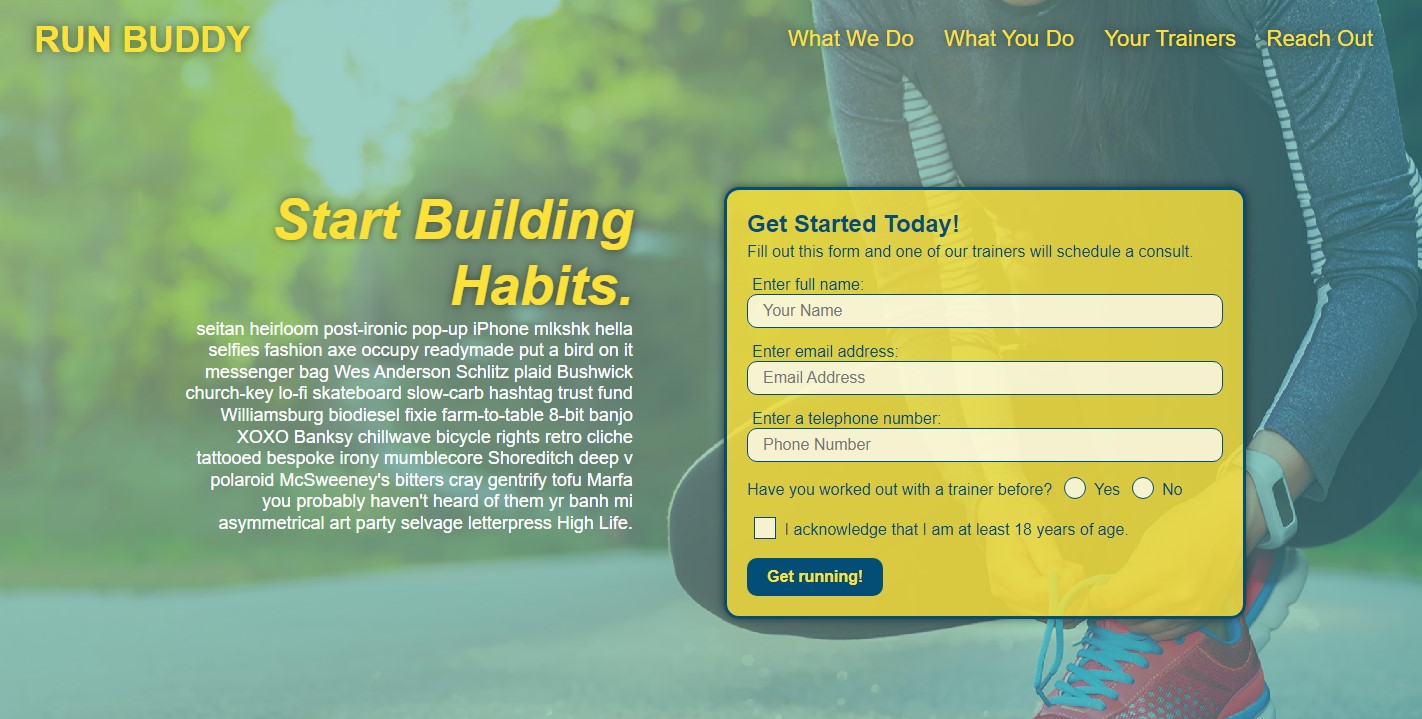 RUN BUDDY
What We Do
What You Do
Your Trainers
Reach Out
Start Building
Habits.
seitan heirloom post-ironic pop-up iPhone mlkshk hella
selfies fashion axe occupy readymade put a bird on it
messenger bag Wes Anderson Schlitz plaid Bushwick
church-key lo-fi skateboard slow-carb hashtag trust fund
Williamsburg biodiesel fixie farm-to-table 8-bit banjo
XOXO Banksy chillwave bicycle rights retro cliche
tattooed bespoke irony mumblecore Shoreditch deep v
polaroid McSweeney's bitters cray gentrify tofu Marfa
you probably haven't heard of them yr banh mi
asymmetrical art party selvage letterpress High Life.
Get Started Today!
Fill out this form and one of our trainers will schedule a consult.
Enter full name:
Your Name
Enter email address:
Email Address
Enter a telephone number:
Phone Number
Have you worked out with a trainer before? Yes No
I acknowledge that I am at least 18 years of age.
Get running!